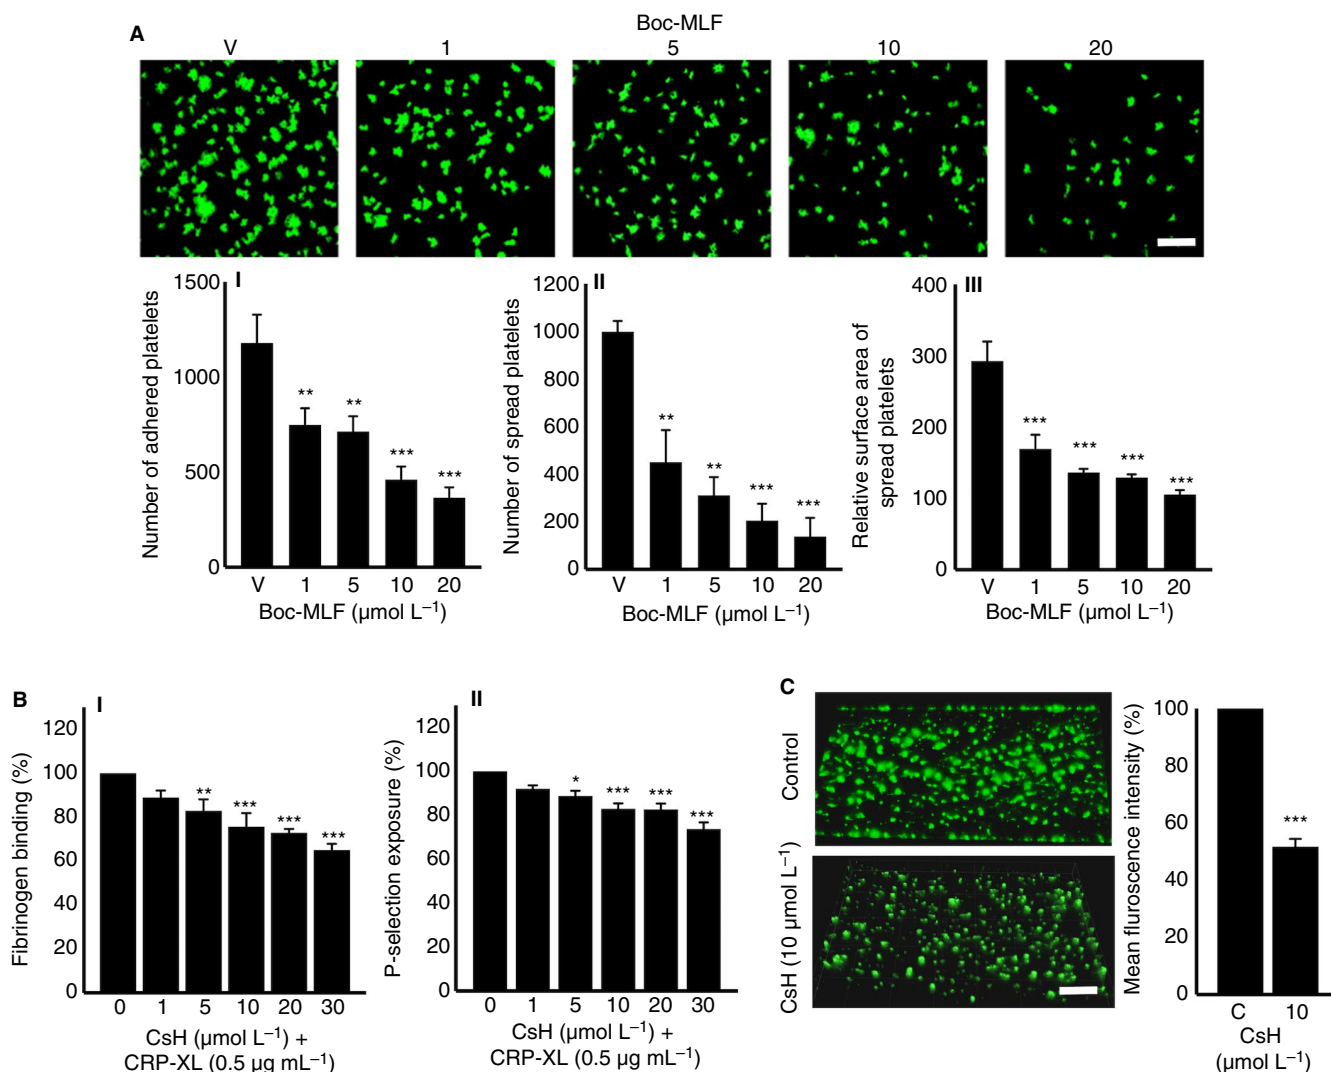 A
Boc-MLF
V 1 5 10 20
I
Number of adhered platelets
1500
1000
500
0
** ** *** ***
V 1 5 10 20
Boc-MLF (µmol L⁻¹)
II
Number of spread platelets
1200
1000
800
600
400
200
0
** ** *** ***
V 1 5 10 20
Boc-MLF (µmol L⁻¹)
III
Relative surface area of
spread platelets
400
300
200
100
0
*** *** *** ***
V 1 5 10 20
Boc-MLF (µmol L⁻¹)
B
I
Fibrinogen binding (%)
120
100
80
60
40
20
0
** *** *** ***
0 1 5 10 20 30
CsH (µmol L⁻¹) +
CRP-XL (0.5 µg mL⁻¹)
II
P-selection exposure (%)
120
100
80
60
40
20
0
* *** *** ***
0 1 5 10 20 30
CsH (µmol L⁻¹) +
CRP-XL (0.5 µg mL⁻¹)
C
Control
CsH (10 µmol L⁻¹)
Mean fluroscence intensity (%)
100
80
60
40
20
0
***
C 10
CsH
(µmol L⁻¹)